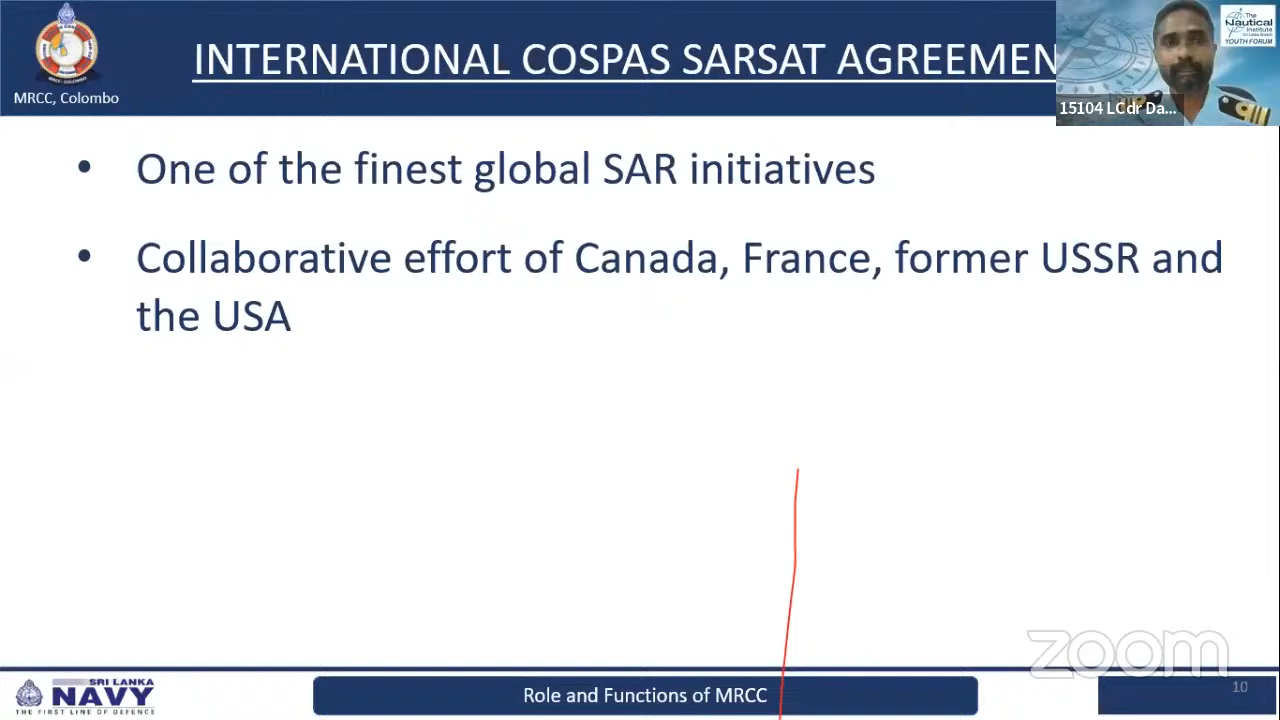 INTERNATIONAL COSPAS SARSAT AGREEMEN
MRCC, Colombo
The
Nautical
Institute
YOUTH FORUM
15104 LCdr Da...
• One of the finest global SAR initiatives
• Collaborative effort of Canada, France, former USSR and
the USA
zoom
SRI LANKA
NAVY
THE FIRST LINE OF DEFENCE
Role and Functions of MRCC
10